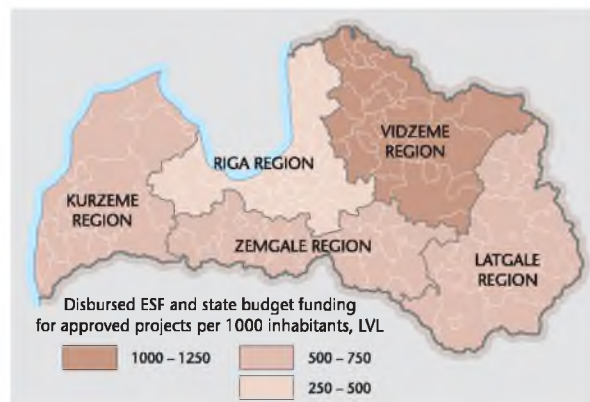 VIDZEME
REGION
RIGA REGION
KURZEME
REGION
ZEMGALE REGION
LATGALE
REGION
Disbursed ESF and state budget funding
for approved projects per 1000 inhabitants, LVL
1000 – 1250
500 – 750
250 – 500